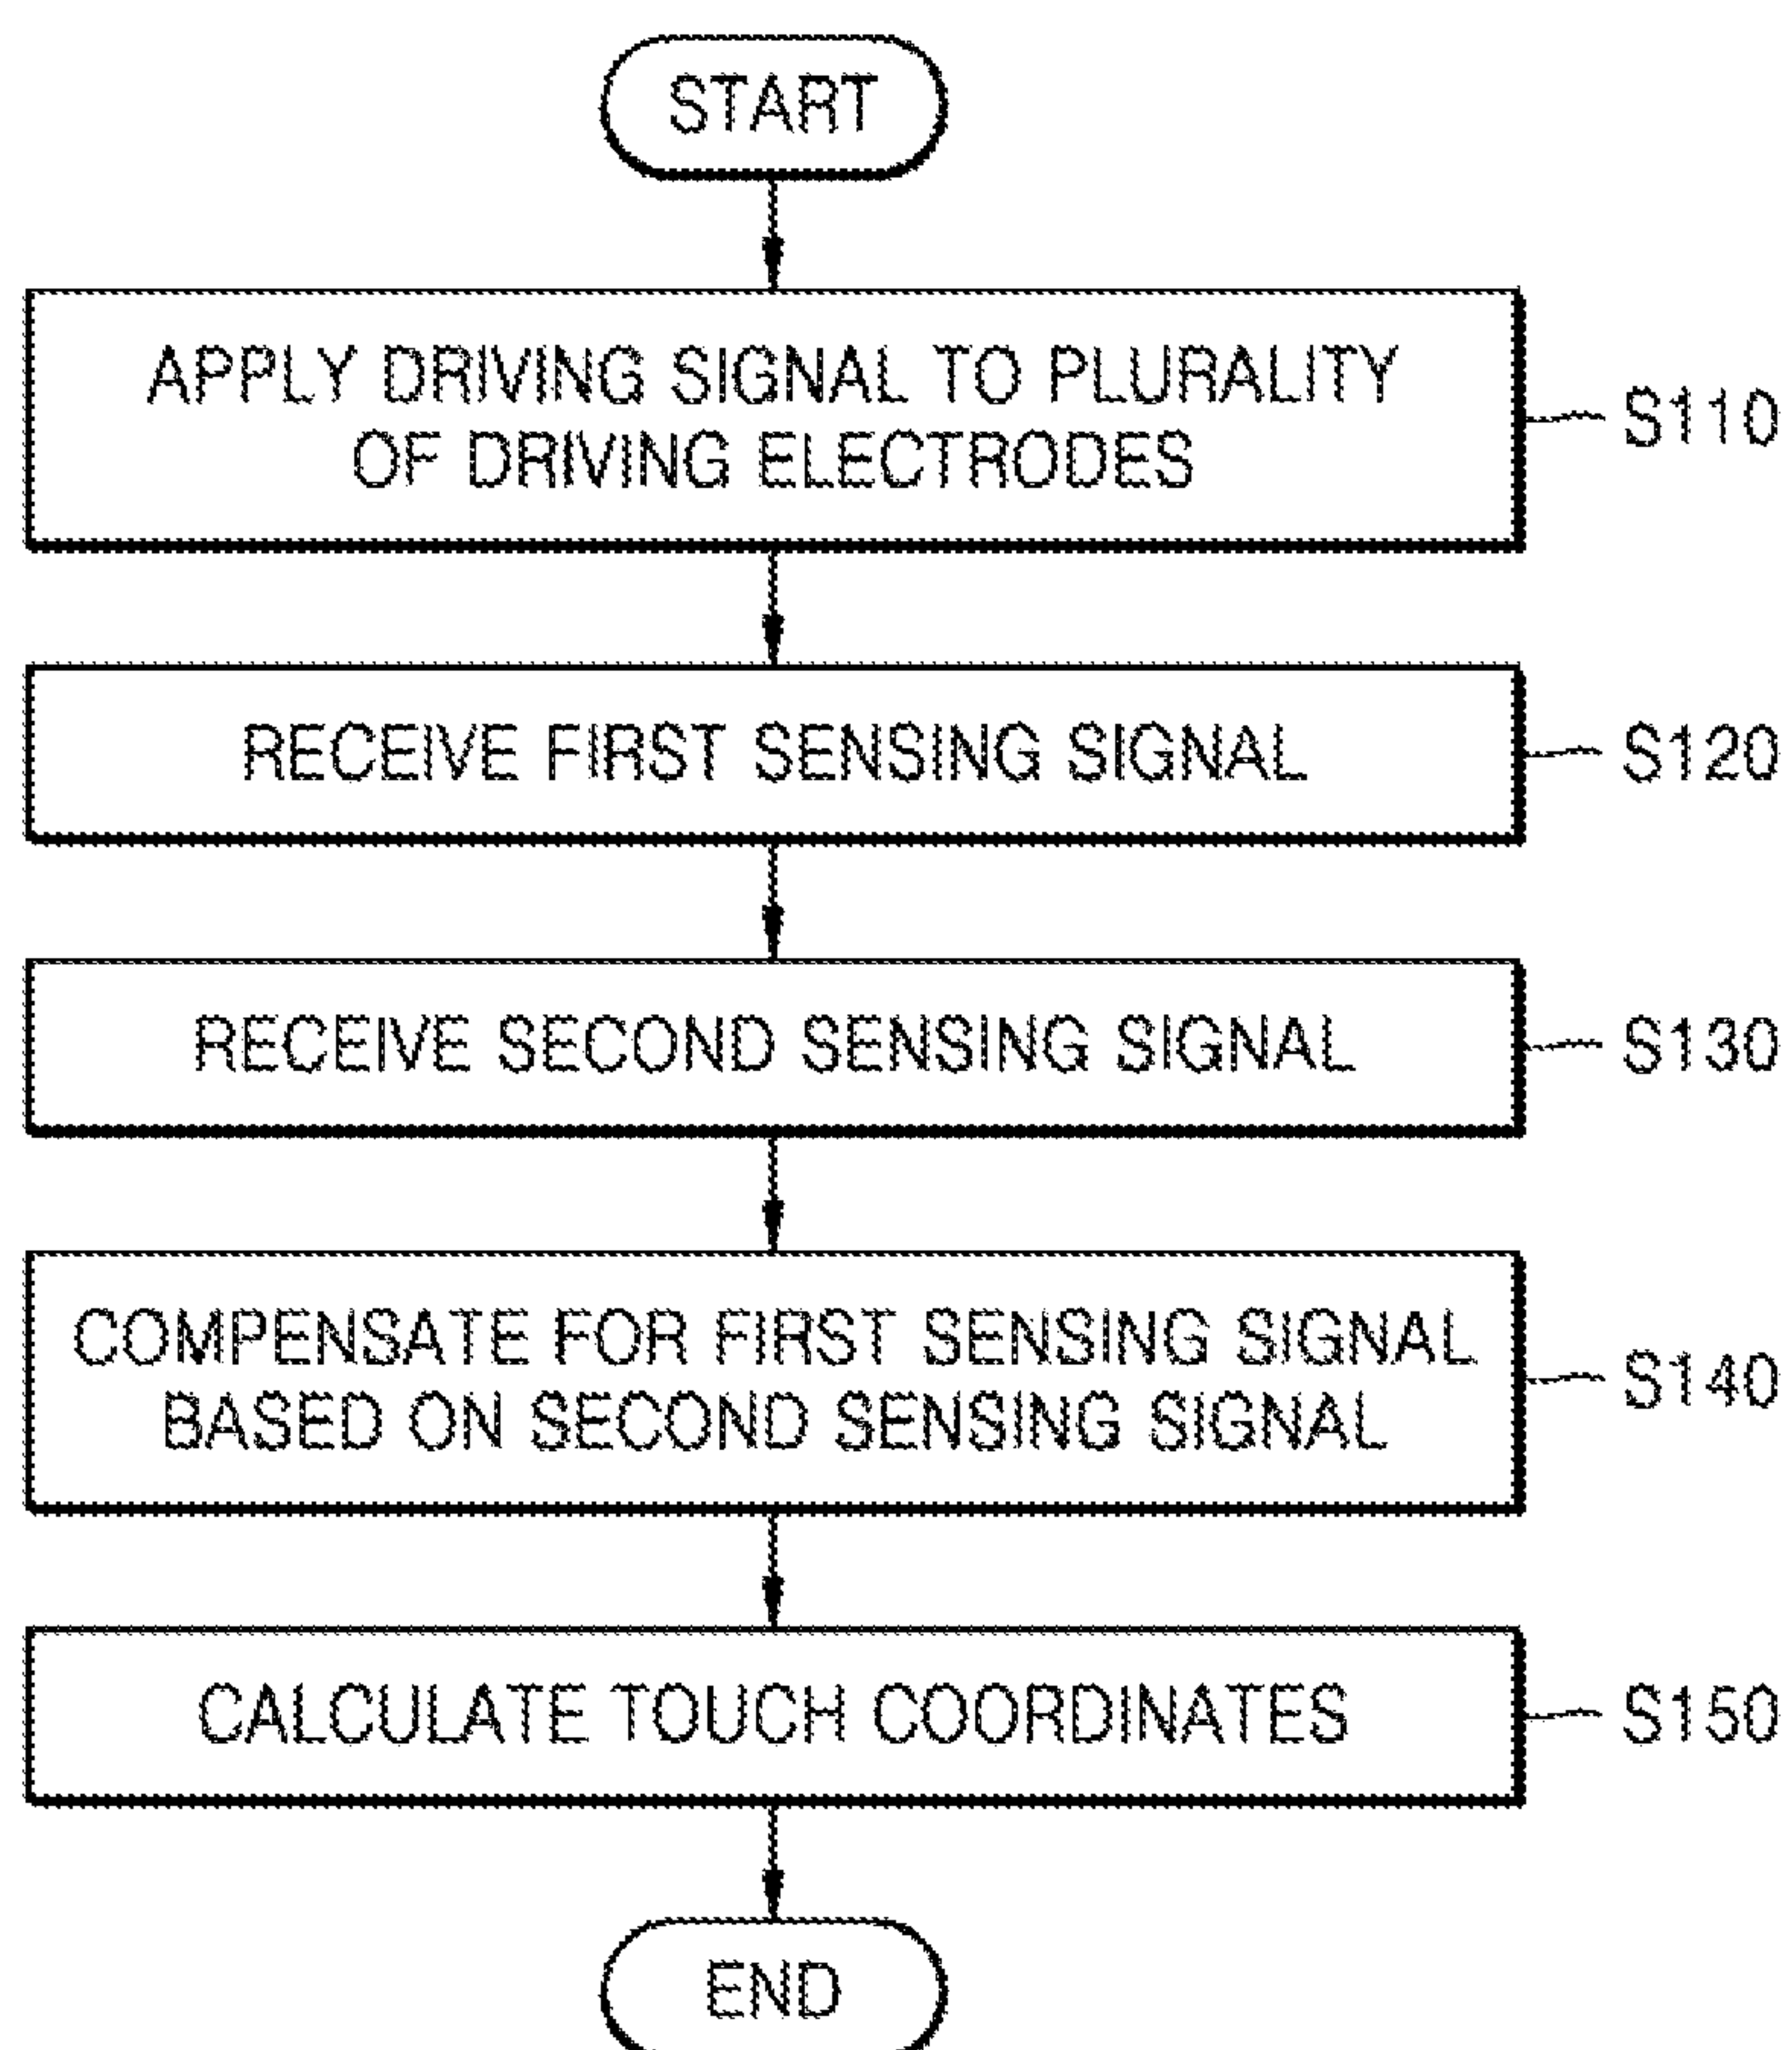 START
APPLY DRIVING SIGNAL TO PLURALITY
OF DRIVING ELECTRODES
S110
RECEIVE FIRST SENSING SIGNAL
S120
RECEIVE SECOND SENSING SIGNAL
S130
COMPENSATE FOR FIRST SENSING SIGNAL
BASED ON SECOND SENSING SIGNAL
S140
CALCULATE TOUCH COORDINATES
S150
END